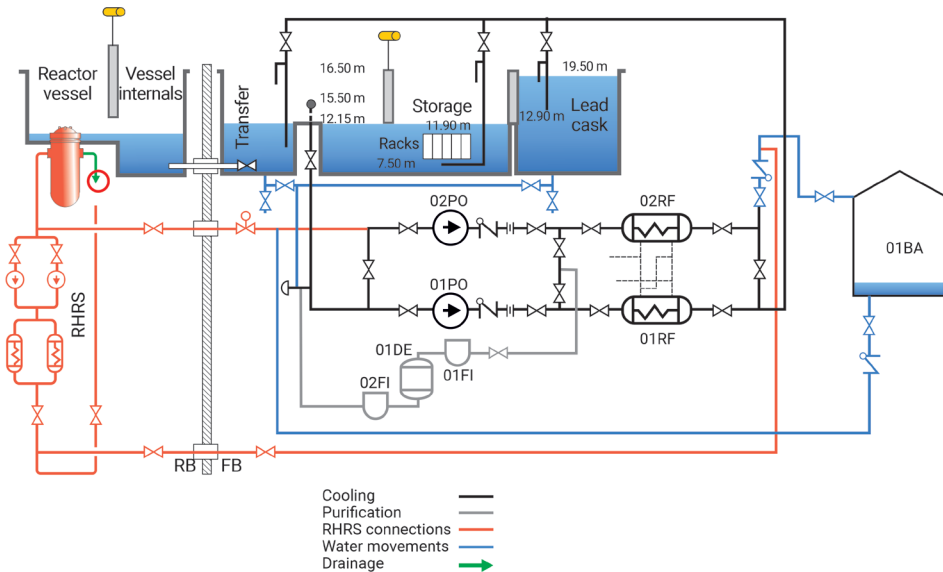 Reactor
vessel
Vessel
internals
Transfer
16.50 m
15.50 m
12.15 m
Storage
11.90 m
Racks
7.50 m
19.50 m
12.90 m
Lead
cask
02PO
02RF
01BA
01PO
01RF
RHRS
01DE
02FI
01FI
RB
FB
Cooling
Purification
RHRS connections
Water movements
Drainage